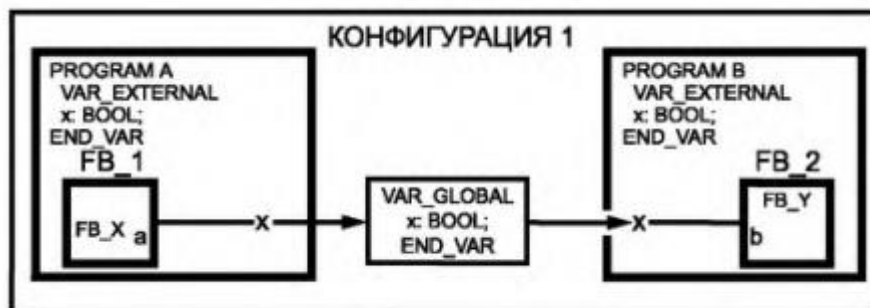 КОНФИГУРАЦИЯ 1
PROGRAM A
VAR_EXTERNAL
x: BOOL;
END_VAR
FB_1
FB_X a
x
VAR_GLOBAL
x: BOOL;
END_VAR
PROGRAM B
VAR_EXTERNAL
x: BOOL;
END_VAR
FB_2
FB_Y
x
b